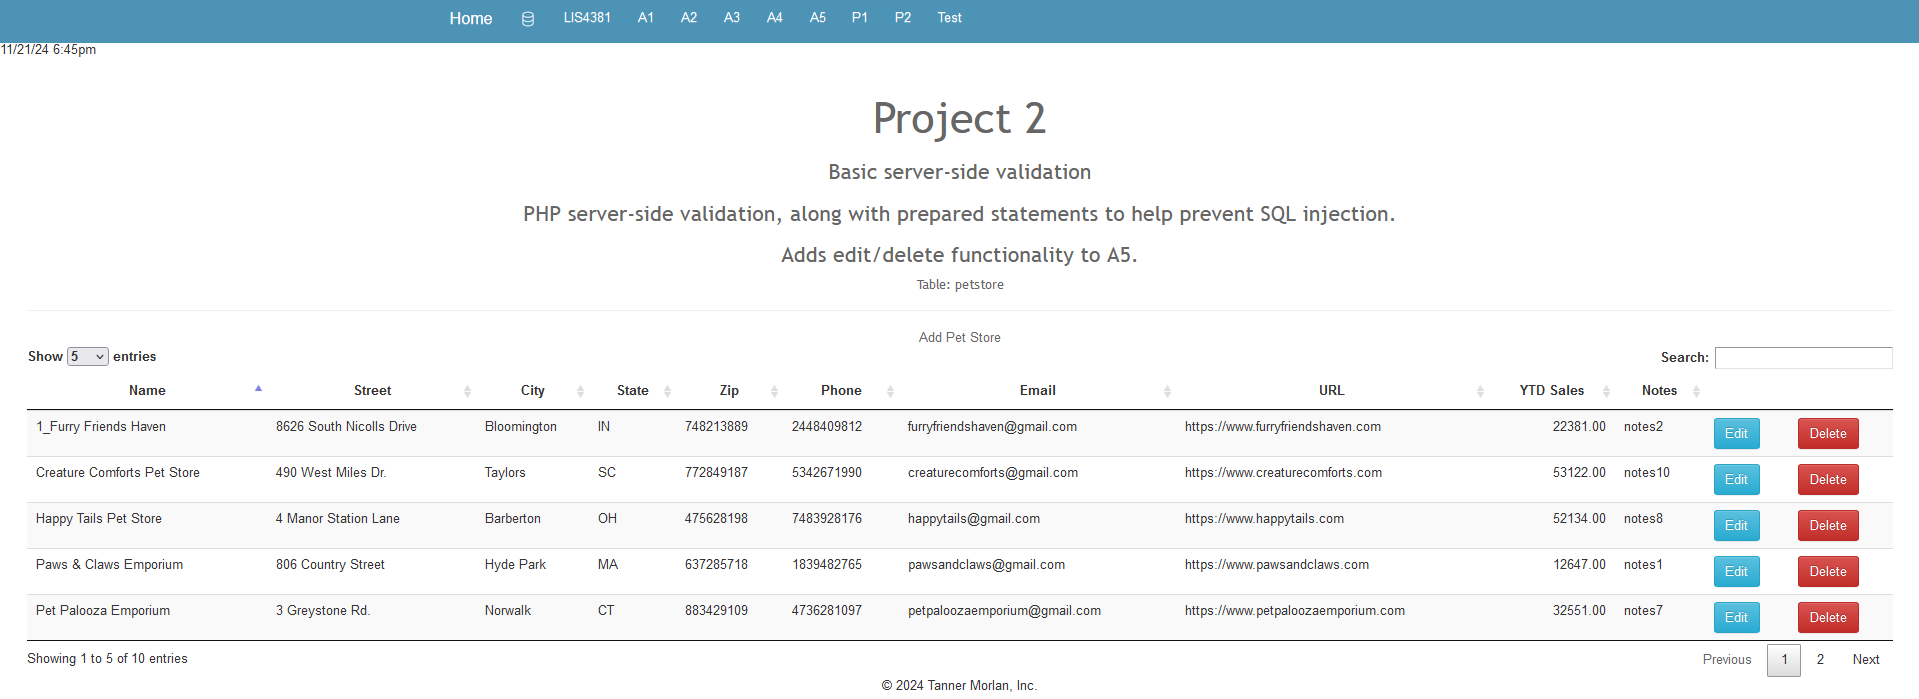 Home LIS4381 A1 A2 A3 A4 A5 P1 P2 Test
11/21/24 6:45pm
Project 2
Basic server-side validation
PHP server-side validation, along with prepared statements to help prevent SQL injection.
Adds edit/delete functionality to A5.
Table: petstore
Add Pet Store
Show 5 entries Search:
Name Street City State Zip Phone Email URL YTD Sales Notes
1_Furry Friends Haven 8626 South Nicolls Drive Bloomington IN 748213889 2448409812 furryfriendshaven@gmail.com https://www.furryfriendshaven.com 22381.00 notes2 Edit Delete
Creature Comforts Pet Store 490 West Miles Dr. Taylors SC 772849187 5342671990 creaturecomforts@gmail.com https://www.creaturecomforts.com 53122.00 notes10 Edit Delete
Happy Tails Pet Store 4 Manor Station Lane Barberton OH 475628198 7483928176 happytails@gmail.com https://www.happytails.com 52134.00 notes8 Edit Delete
Paws & Claws Emporium 806 Country Street Hyde Park MA 637285718 1839482765 pawsandclaws@gmail.com https://www.pawsandclaws.com 12647.00 notes1 Edit Delete
Pet Palooza Emporium 3 Greystone Rd. Norwalk CT 883429109 4736281097 petpaloozaemporium@gmail.com https://www.petpaloozaemporium.com 32551.00 notes7 Edit Delete
Showing 1 to 5 of 10 entries Previous 1 2 Next
© 2024 Tanner Morlan, Inc.